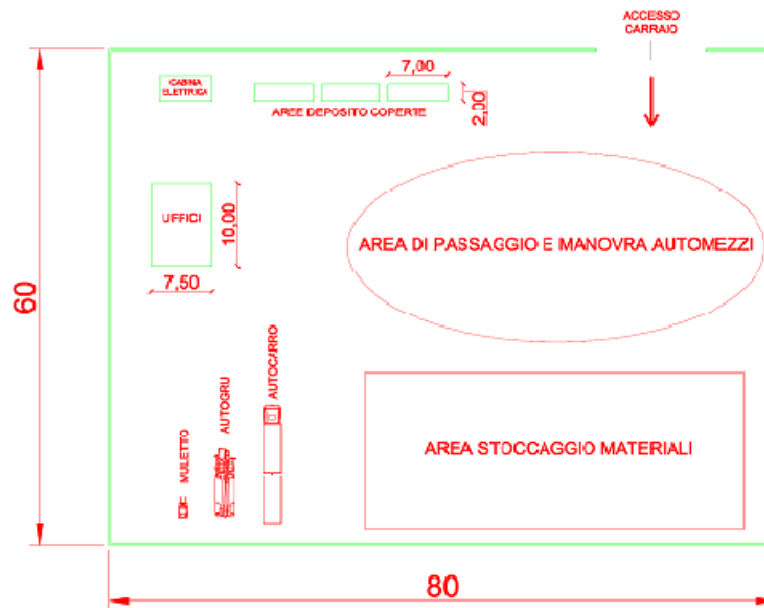 ACCESSO
CARRAIO
CABINA
ELETTRICA
7,00
2,00
AREE DEPOSITO COPERTE
UFFICI
10,00
7,50
AREA DI PASSAGGIO E MANOVRA AUTOMEZZI
60
MULETTO
AUTOGRU
AUTOCARRO
AREA STOCCAGGIO MATERIALI
80